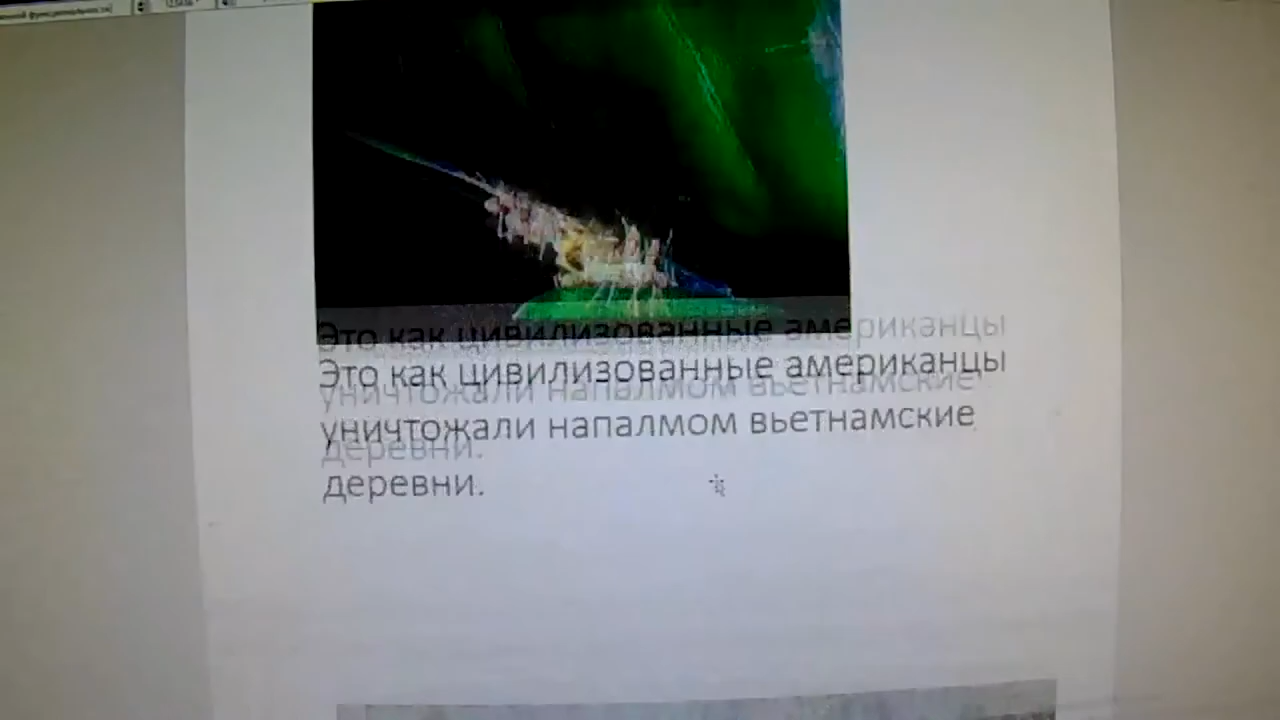 Это как цивилизованные американцы
уничтожали напалмом вьетнамские
деревни.